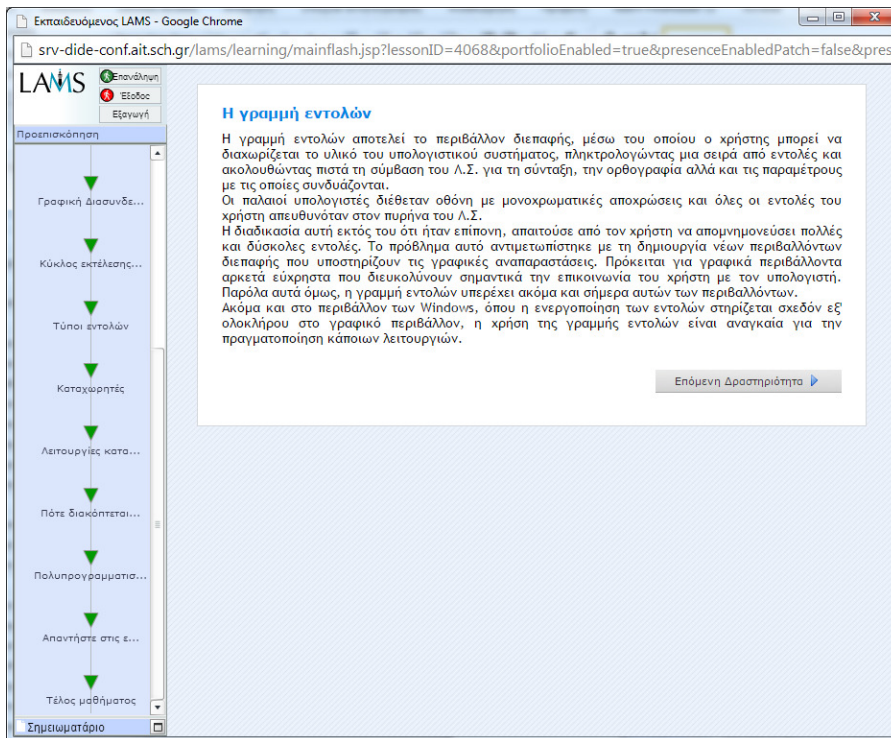 Εκπαιδευόμενος LAMS - Google Chrome
srv-dide-conf.ait.sch.gr/lams/learning/mainflash.jsp?lessonID=4068&portfolioEnabled=true&presenceEnabledPatch=false&pres
LAMS
Επανάληψη
Έξοδος
Εξαγωγή
Προεπισκόπηση
Γραφική Διασυνδε...
Κύκλος εκτέλεσης...
Τύποι εντολών
Καταχωρητές
Λειτουργίες κατα...
Πότε διακόπτεται...
Πολυπρογραμματισ...
Απαντήστε στις ε...
Τέλος μαθήματος
Σημειωματάριο
Η γραμμή εντολών
Η γραμμή εντολών αποτελεί το περιβάλλον διεπαφής, μέσω του οποίου ο χρήστης μπορεί να
διαχωρίζεται το υλικό του υπολογιστικού συστήματος, πληκτρολογώντας μια σειρά από εντολές και
ακολουθώντας πιστά τη σύμβαση του Λ.Σ. για τη σύνταξη, την ορθογραφία αλλά και τις παραμέτρους
με τις οποίες συνδυάζονται.
Οι παλαιοί υπολογιστές διέθεταν οθόνη με μονοχρωματικές αποχρώσεις και όλες οι εντολές του
χρήστη απευθυνόταν στον πυρήνα του Λ.Σ.
Η διαδικασία αυτή εκτός του ότι ήταν επίπονη, απαιτούσε από τον χρήστη να απομνημονεύσει πολλές
και δύσκολες εντολές. Το πρόβλημα αυτό αντιμετωπίστηκε με τη δημιουργία νέων περιβαλλόντων
διεπαφής που υποστηρίζουν τις γραφικές αναπαραστάσεις. Πρόκειται για γραφικά περιβάλλοντα
αρκετά εύχρηστα που διευκολύνουν σημαντικά την επικοινωνία του χρήστη με τον υπολογιστή.
Παρόλα αυτά όμως, η γραμμή εντολών υπερέχει ακόμα και σήμερα αυτών των περιβαλλόντων.
Ακόμα και στο περιβάλλον των Windows, όπου η ενεργοποίηση των εντολών στηρίζεται σχεδόν εξ'
ολοκλήρου στο γραφικό περιβάλλον, η χρήση της γραμμής εντολών είναι αναγκαία για την
πραγματοποίηση κάποιων λειτουργιών.
Επόμενη Δραστηριότητα